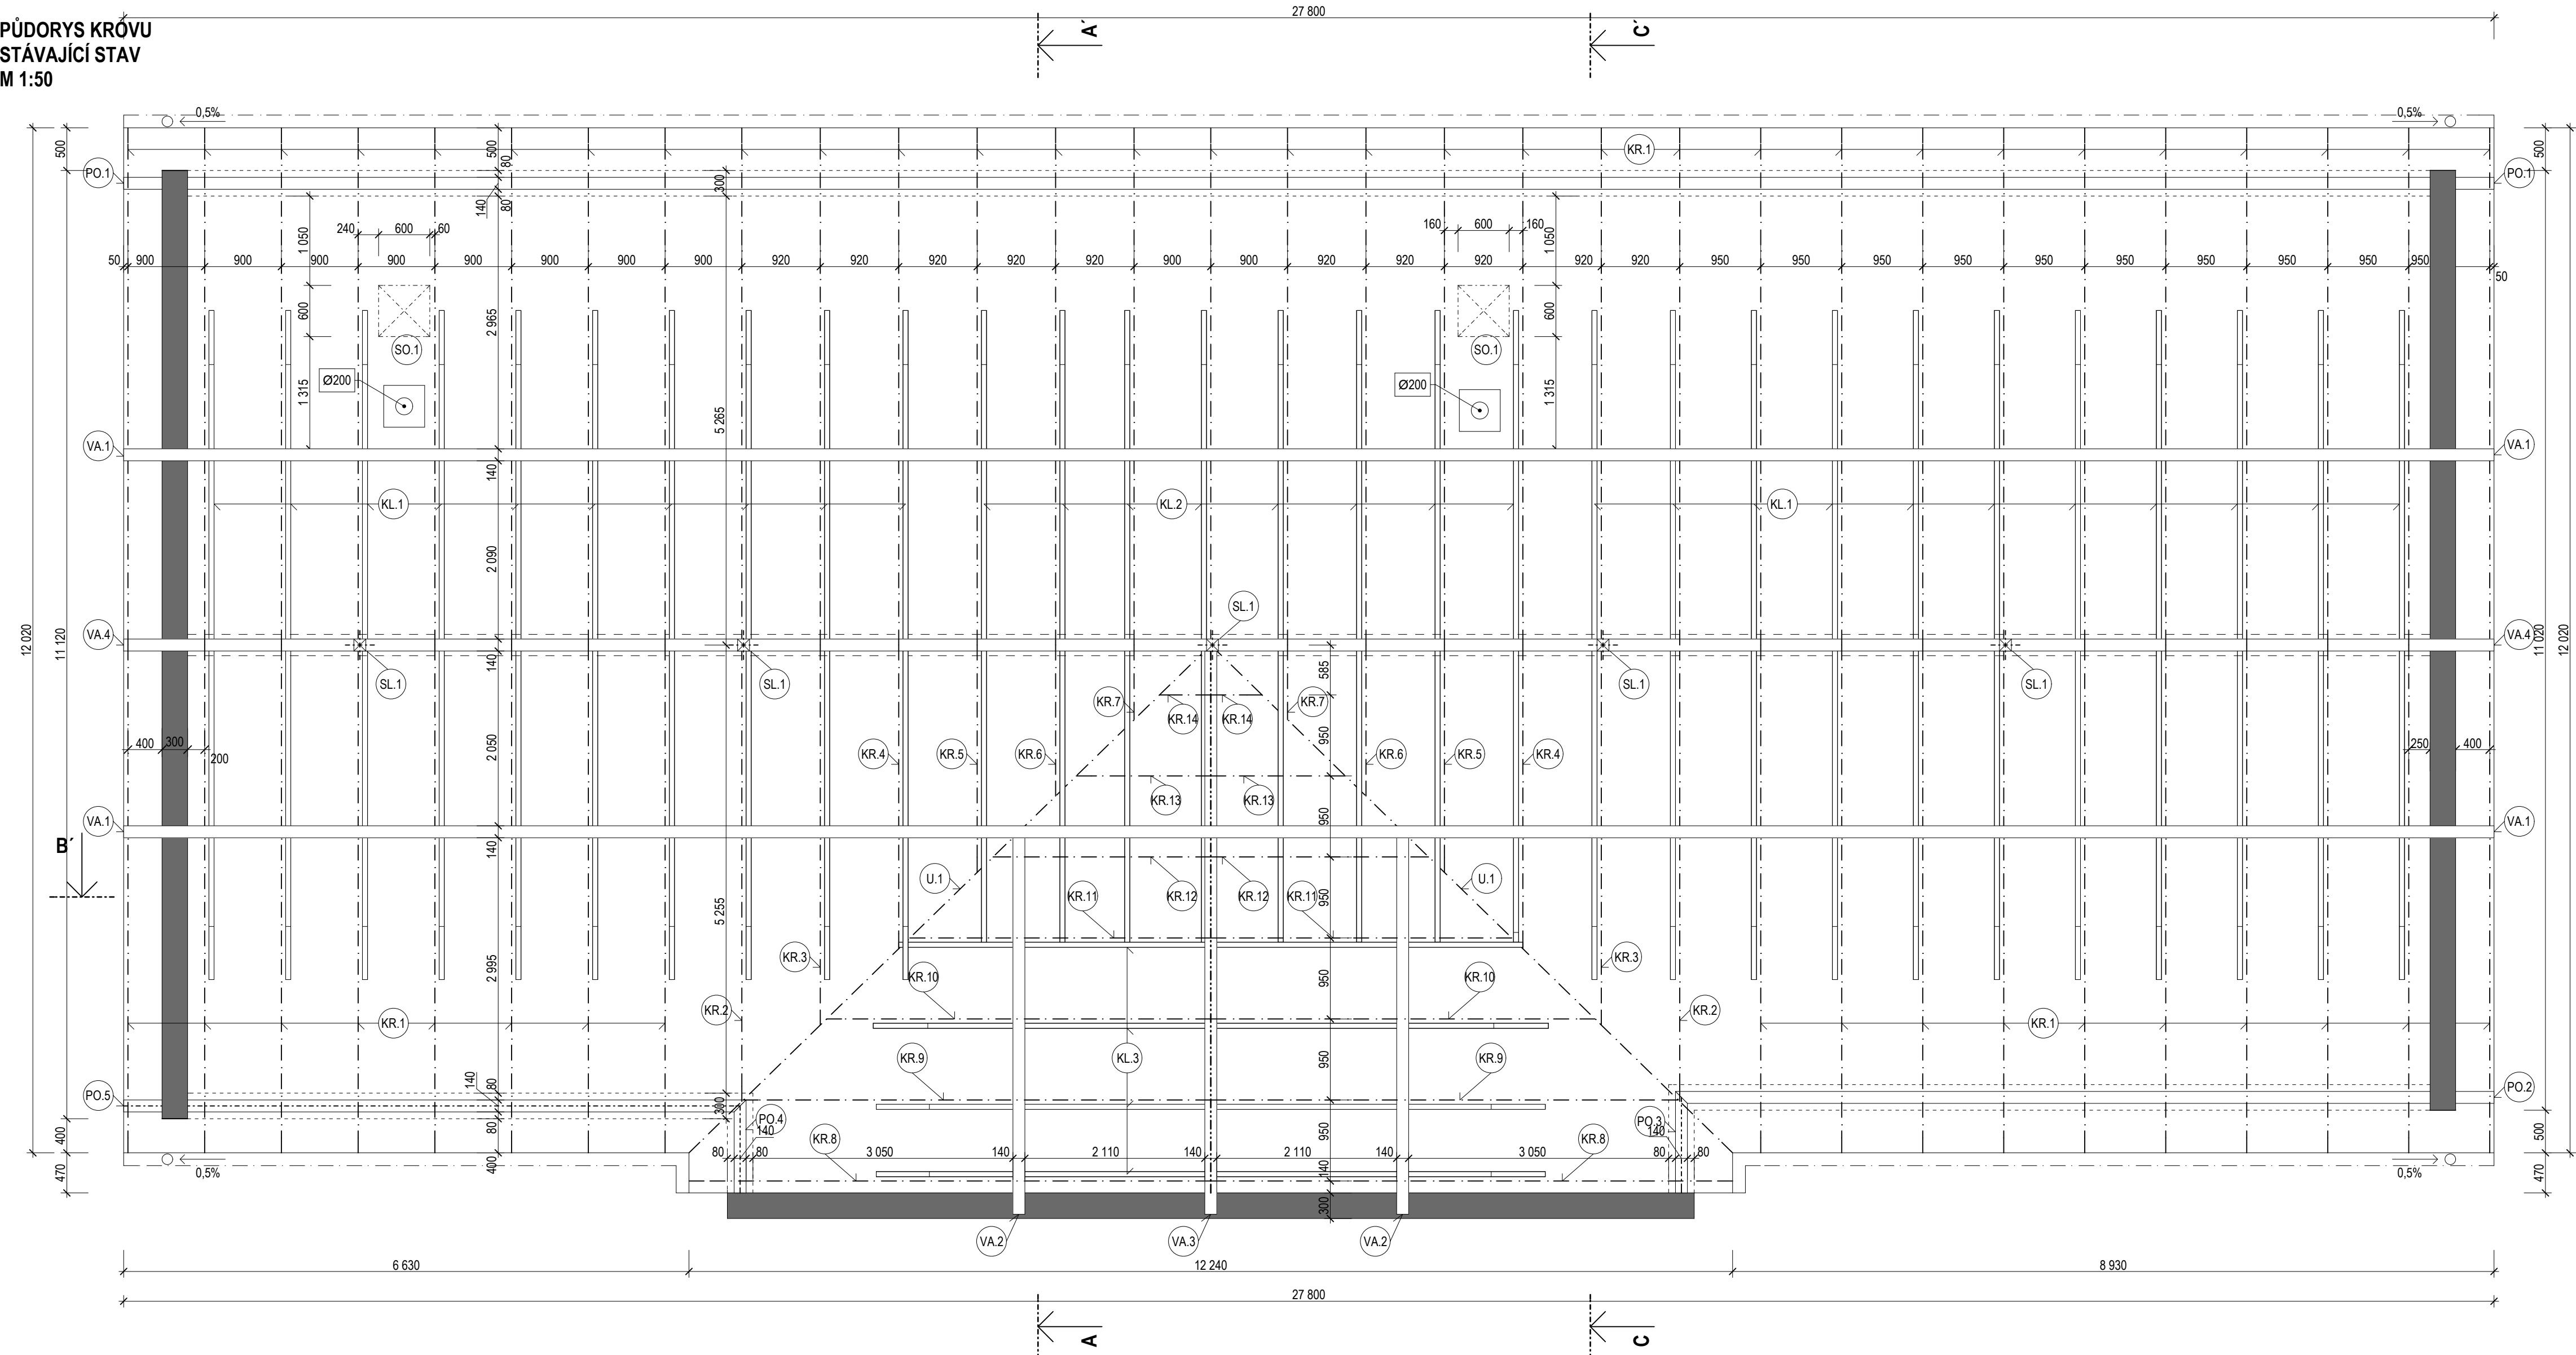 PŮDORYS KROVU
STÁVAJÍCÍ STAV
M 1:50
27 800
A´
C´
0,5%
0,5%
500
500
80
300
140
80
500
KR.1
PO.1
PO.1
240
600
60
160
600
160
1 050
1 050
50
900
900
900
900
900
900
900
900
920
920
920
920
920
900
900
920
920
920
920
920
950
950
950
950
950
950
950
950
950
950
50
600
2 965
600
SO.1
SO.1
Ø200
Ø200
1 315
1 315
5 265
VA.1
VA.1
140
KL.1
KL.2
KL.1
2 090
SL.1
12 020
11 120
VA.4
VA.4
11 020
12 020
140
585
SL.1
SL.1
SL.1
SL.1
KR.7
KR.7
KR.14
KR.14
400
300
200
2 050
KR.4
KR.5
KR.6
950
KR.6
KR.5
KR.4
250
400
KR.13
KR.13
VA.1
VA.1
950
B´
140
U.1
U.1
KR.11
KR.12
KR.12
KR.11
950
5 255
KR.3
KR.3
2 995
KR.10
KR.10
950
KR.1
KR.2
KR.2
KR.1
KR.9
KL.3
KR.9
950
140
80
PO.5
PO.2
300
PO.4
140
PO.3
140
80
400
400
KR.8
KR.8
950
500
80
80
3 050
140
2 110
140
2 110
140
3 050
80
80
0,5%
0,5%
470
140
470
300
VA.2
VA.3
VA.2
6 630
12 240
8 930
27 800
A
C